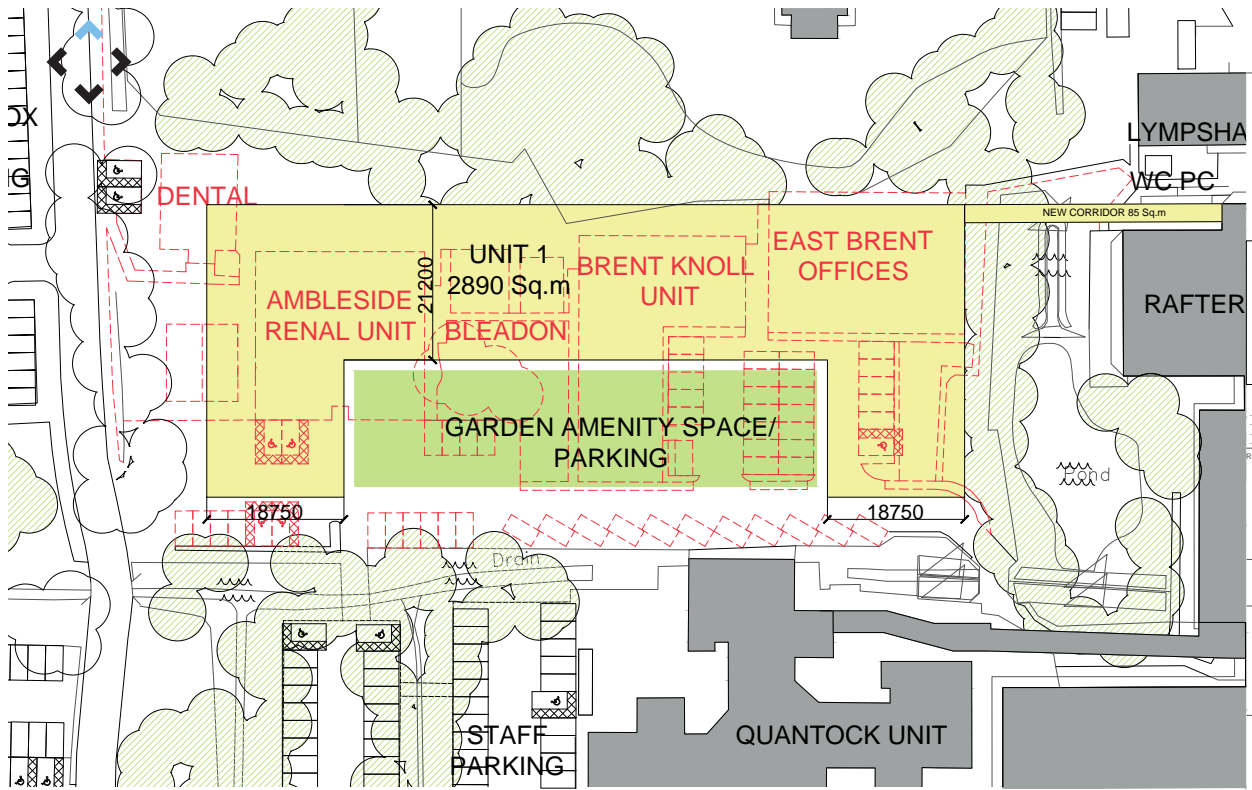 OX
G
LYMPSHA
WC PC
DENTAL
NEW CORRIDOR 85 Sq.m
UNIT 1
2890 Sq.m
21200
EAST BRENT
OFFICES
BRENT KNOLL
UNIT
AMBLESIDE
RENAL UNIT
BLEADON
RAFTER
GARDEN AMENITY SPACE/
PARKING
Pond
18750
18750
Drain
STAFF
PARKING
QUANTOCK UNIT